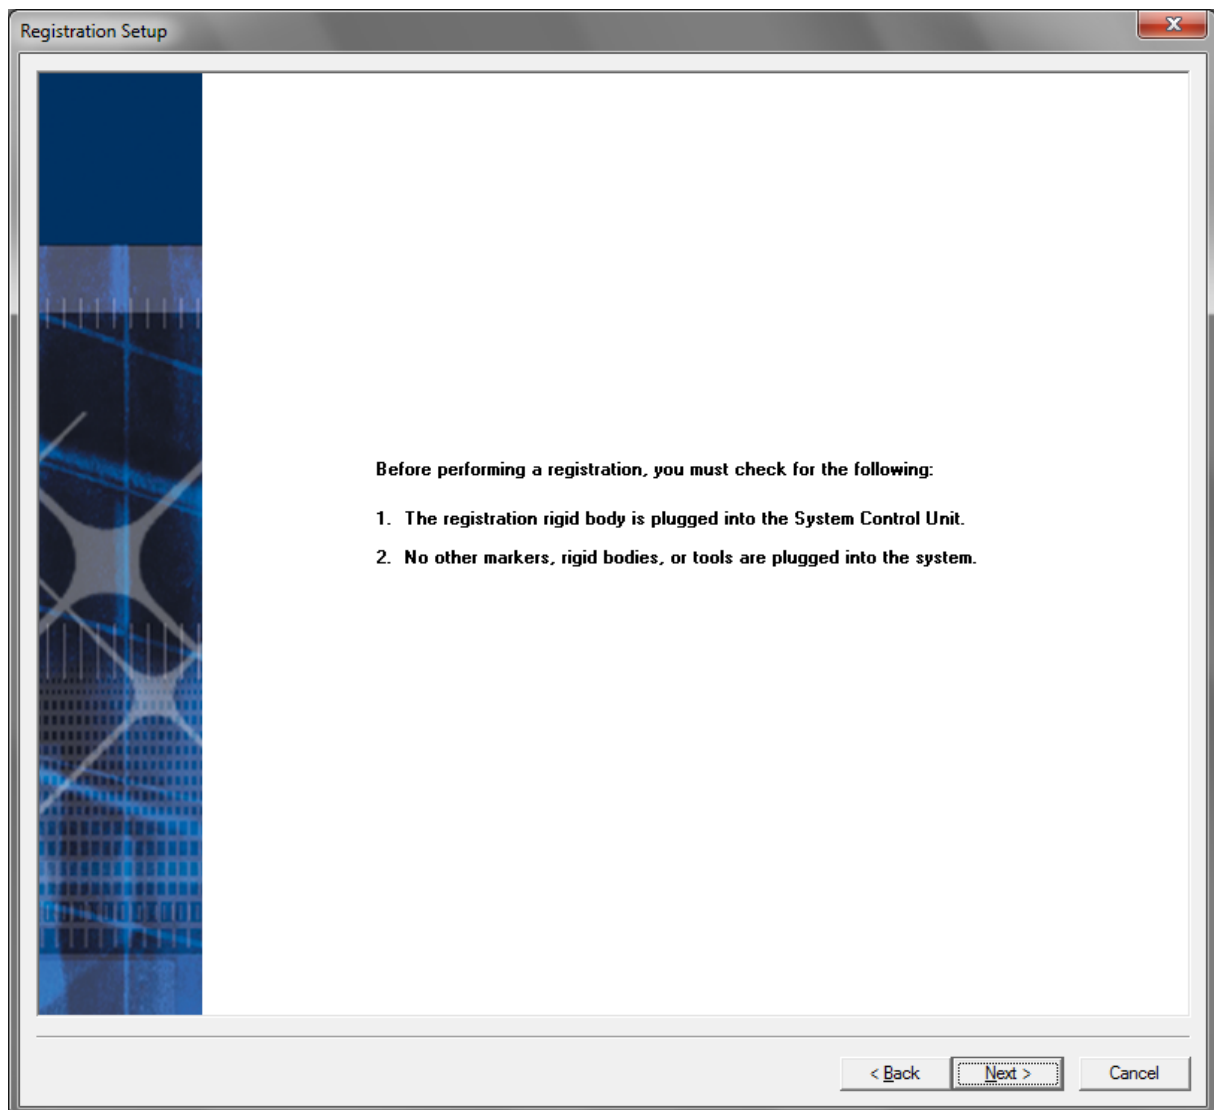 Registration Setup
Before performing a registration, you must check for the following:
1. The registration rigid body is plugged into the System Control Unit.
2. No other markers, rigid bodies, or tools are plugged into the system.
< Back Next > Cancel